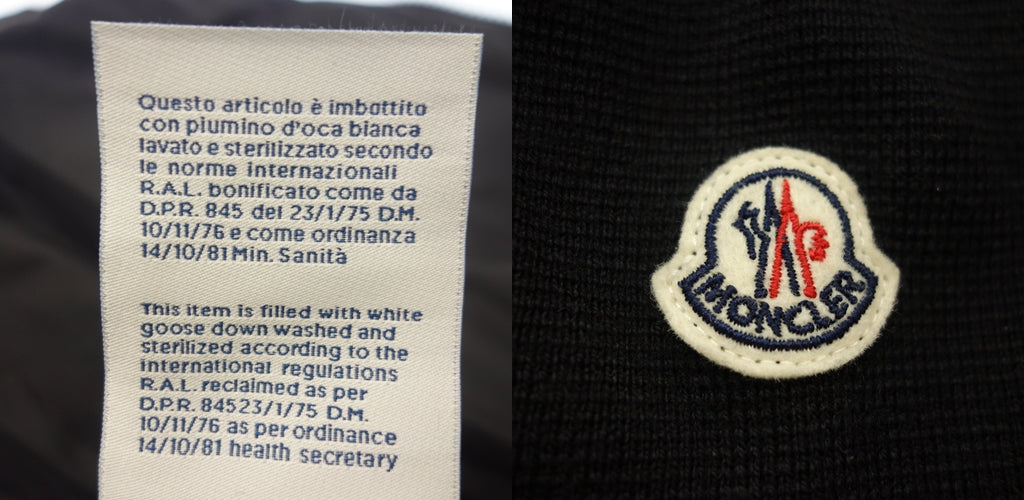 Questo articolo è imbottito
con piumino d'oca bianca
lavato e sterilizzato secondo
le norme internazionali
R.A.L. bonificato come da
D.P.R. 845 del 23/1/75 D.M.
10/11/76 e come ordinanza
14/10/81 Min. Sanità
This item is filled with white
goose down washed and
sterilized according to the
international regulations
R.A.L. reclaimed as per
D.P.R. 84523/1/75 D.M.
10/11/76 as per ordinance
14/10/81 health secretary
MONCLER